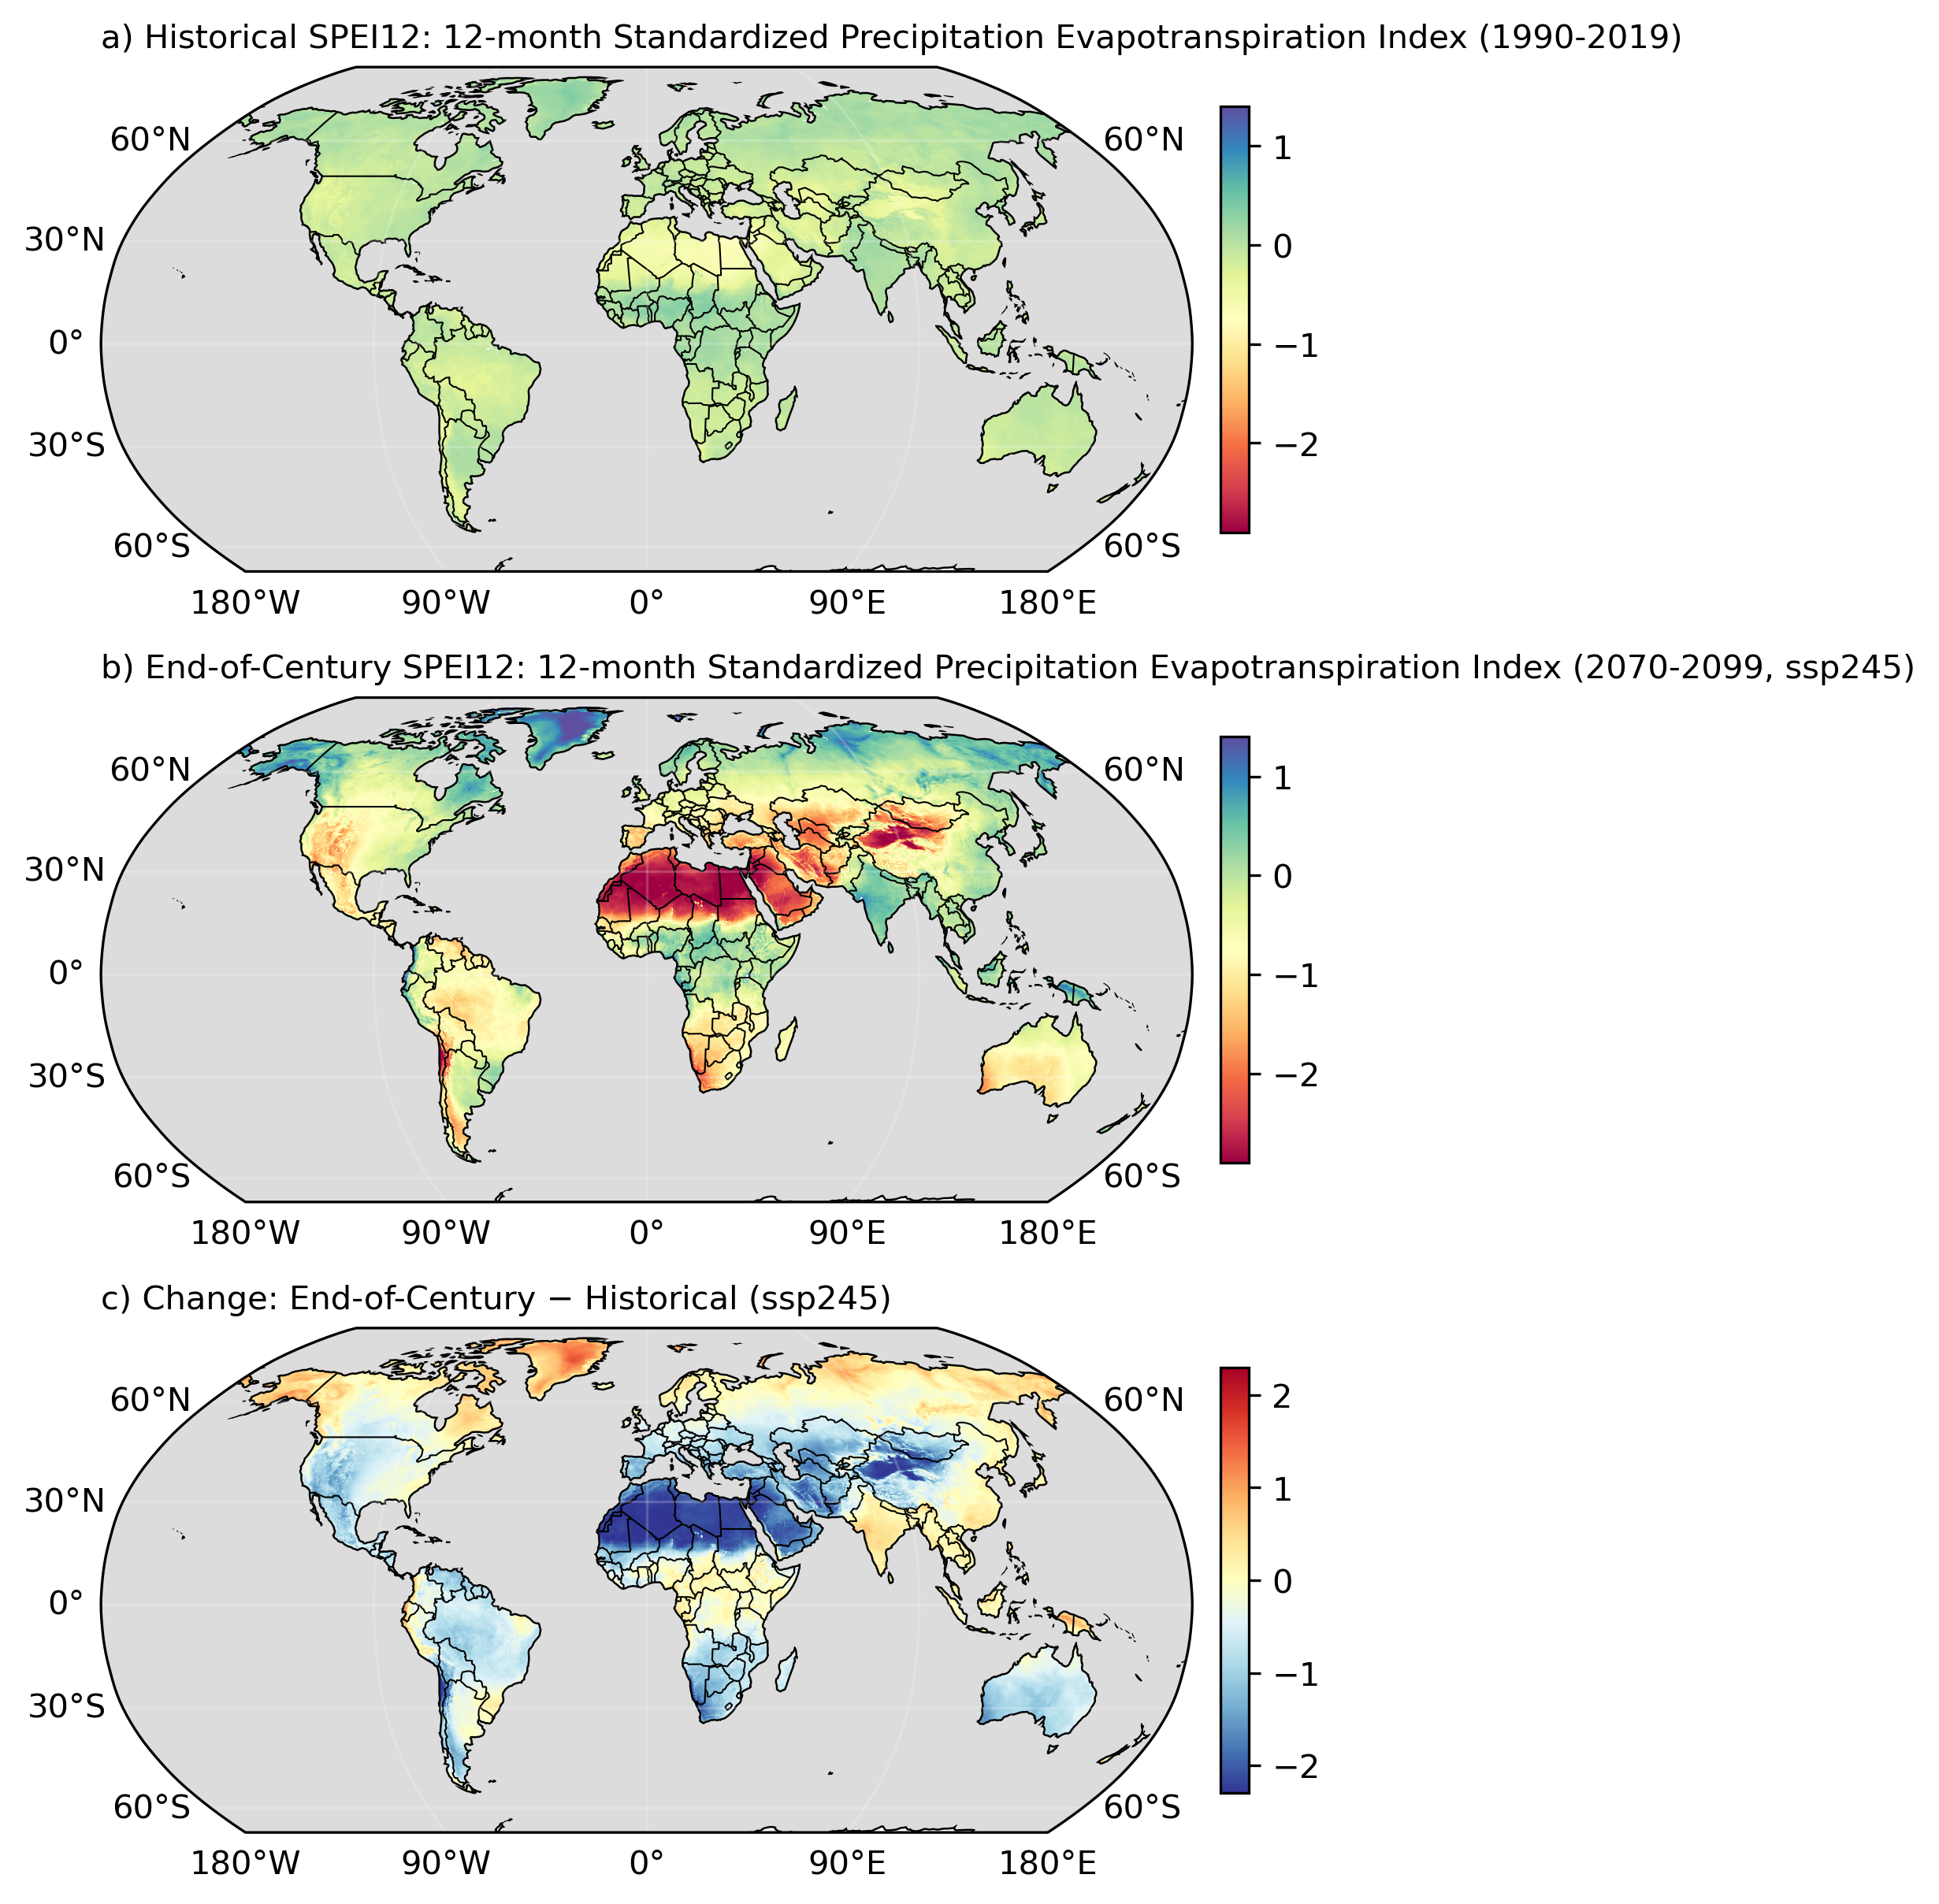 a) Historical SPEI12: 12-month Standardized Precipitation Evapotranspiration Index (1990-2019)
60°N 60°N
30°N
0°
30°S
60°S 60°S
180°W 90°W 0° 90°E 180°E
1
0
−1
−2
b) End-of-Century SPEI12: 12-month Standardized Precipitation Evapotranspiration Index (2070-2099, ssp245)
60°N 60°N
30°N
0°
30°S
60°S 60°S
180°W 90°W 0° 90°E 180°E
1
0
−1
−2
c) Change: End-of-Century − Historical (ssp245)
60°N 60°N
30°N
0°
30°S
60°S 60°S
180°W 90°W 0° 90°E 180°E
2
1
0
−1
−2